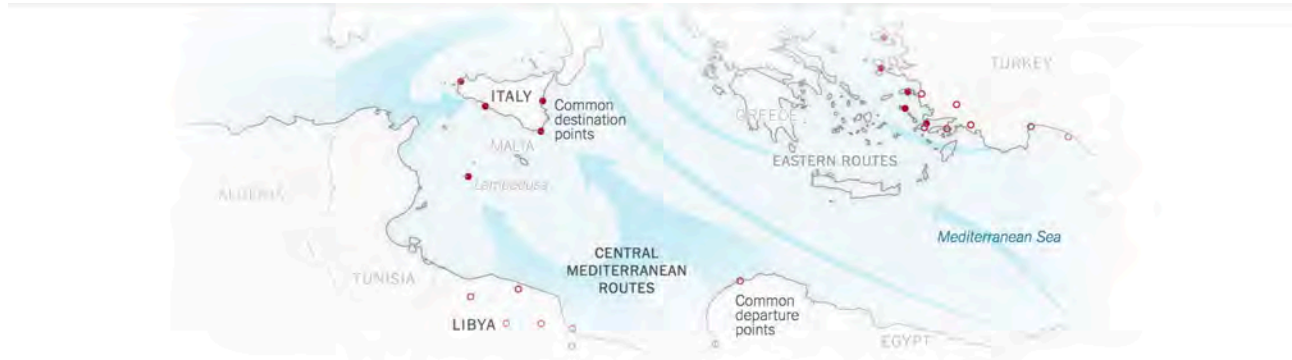 TURKEY
ITALY
Common
destination
points
GREECE
MALTA
EASTERN ROUTES
ALGERIA
Lampedusa
Mediterranean Sea
CENTRAL
MEDITERRANEAN
ROUTES
TUNISIA
Common
departure
points
LIBYA
EGYPT